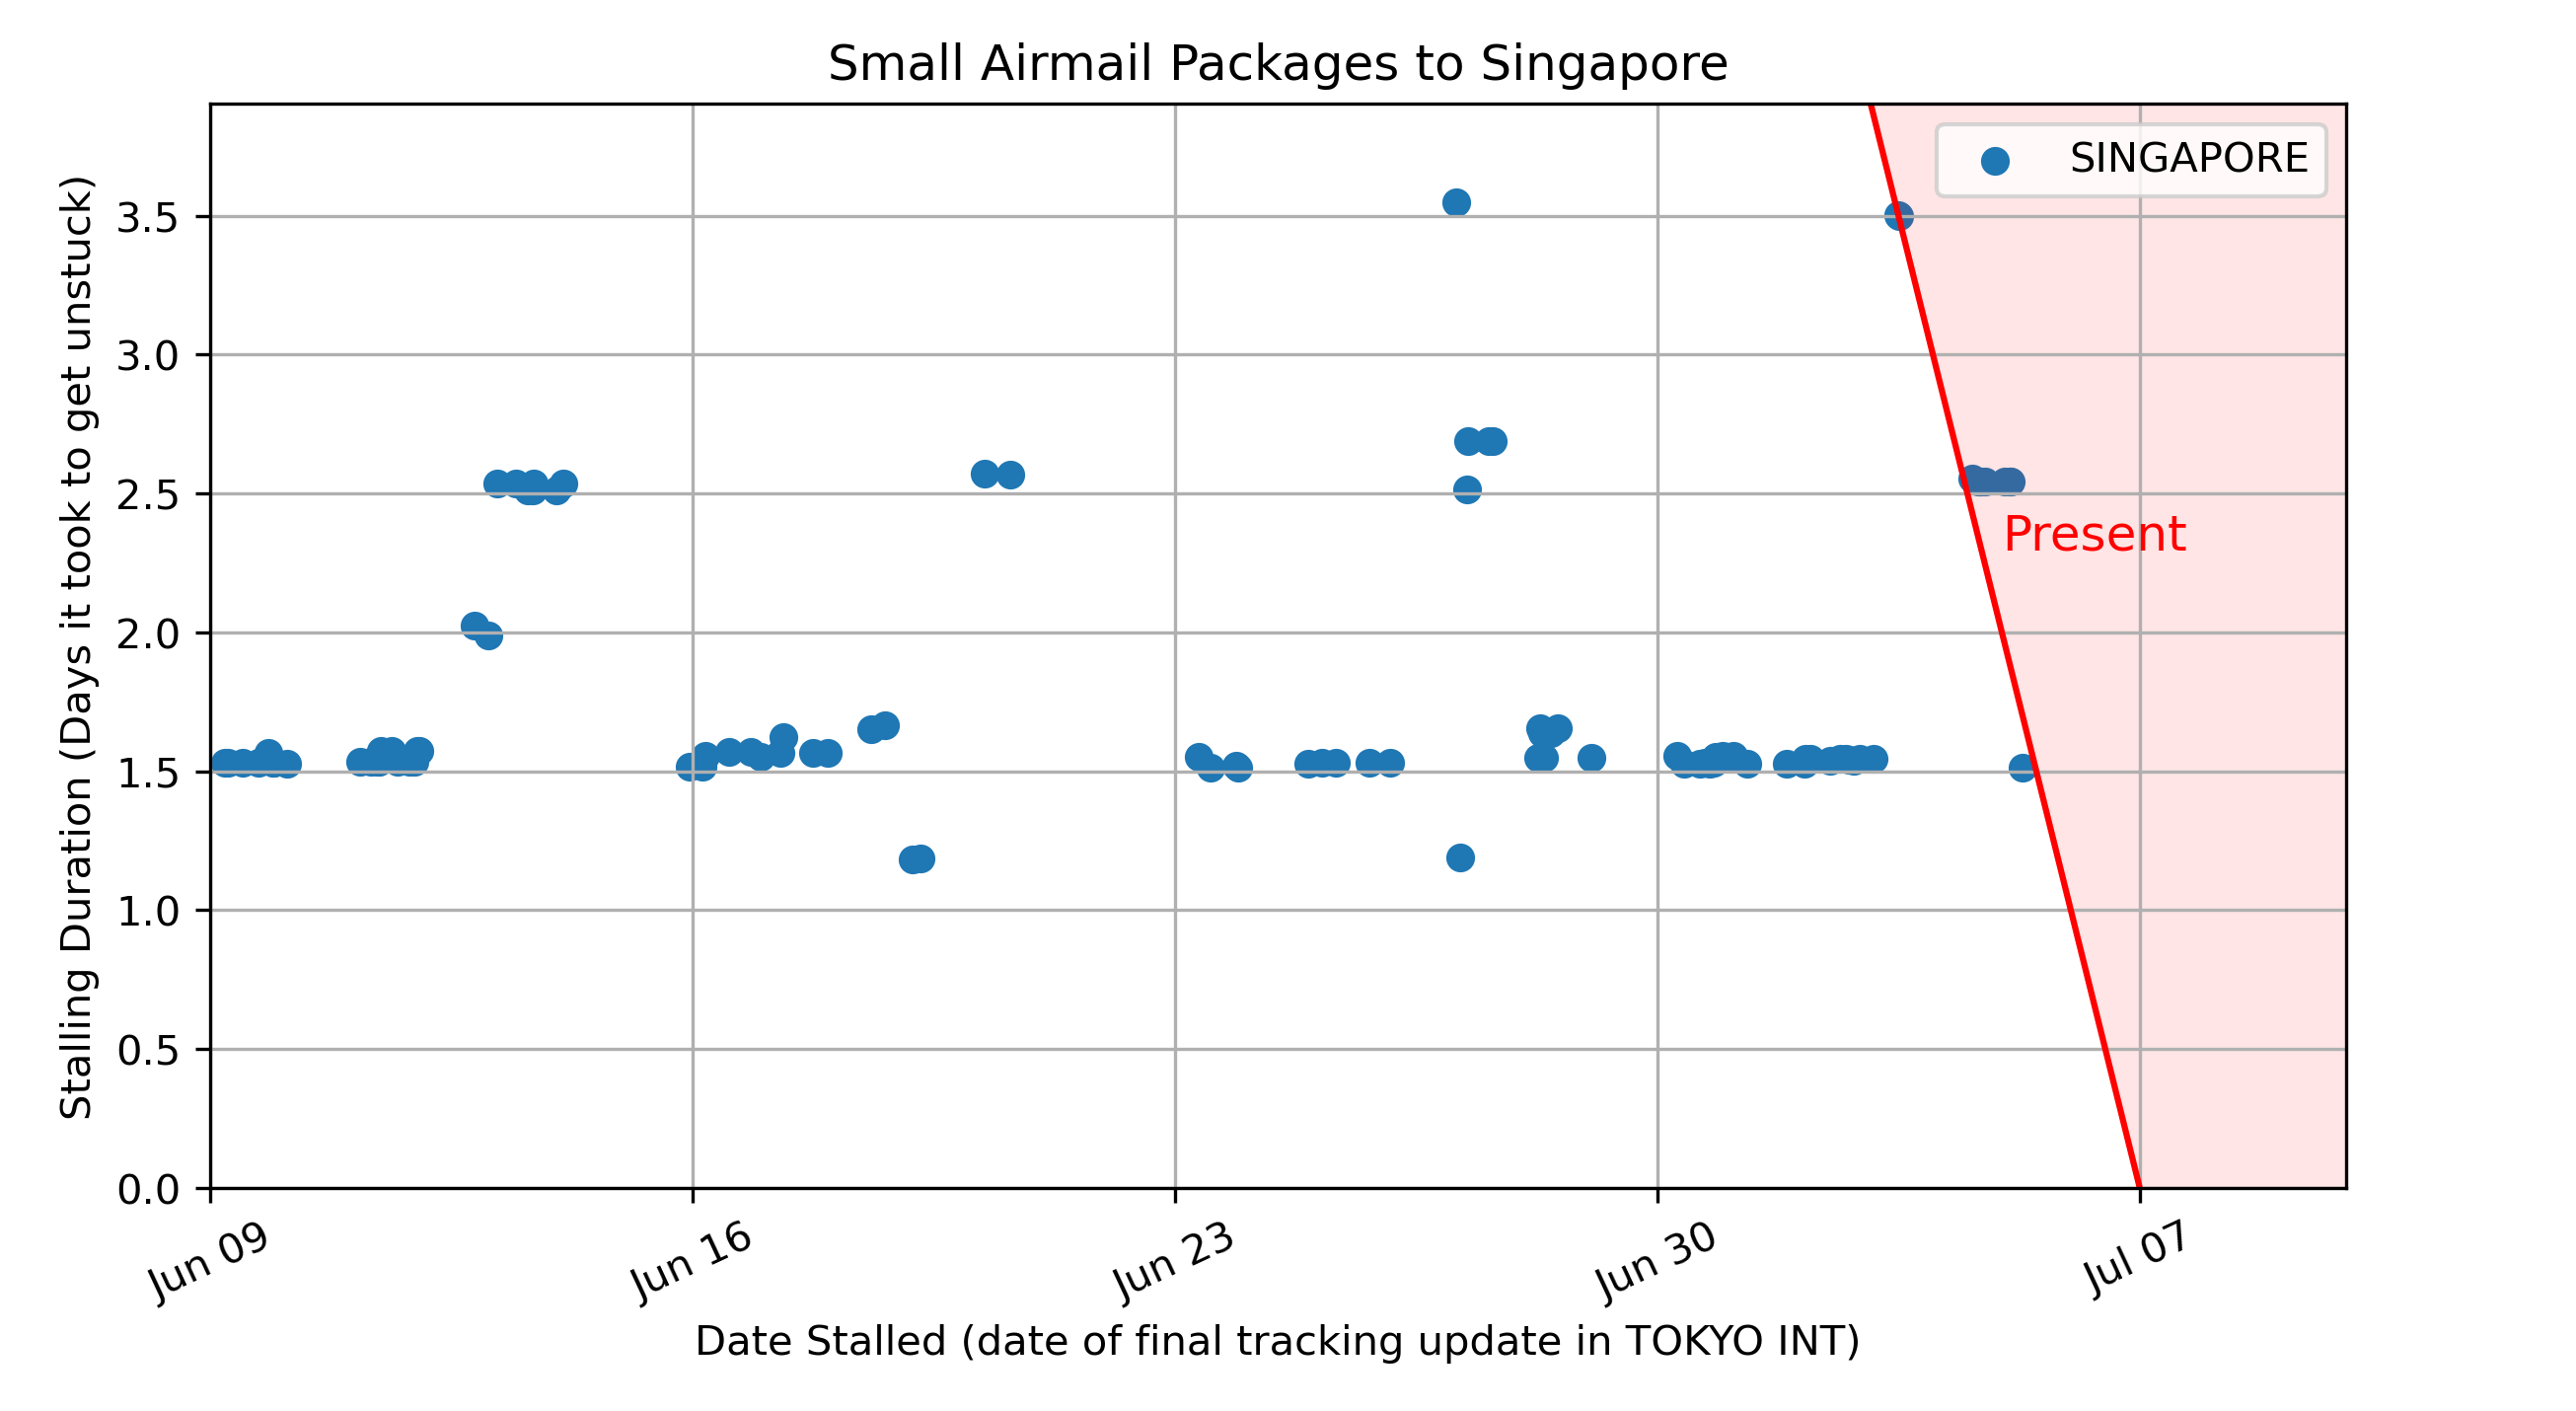 Small Airmail Packages to Singapore
SINGAPORE
Present
Stalling Duration (Days it took to get unstuck)
3.5
3.0
2.5
2.0
1.5
1.0
0.5
0.0
Jun 09
Jun 16
Jun 23
Jun 30
Jul 07
Date Stalled (date of final tracking update in TOKYO INT)